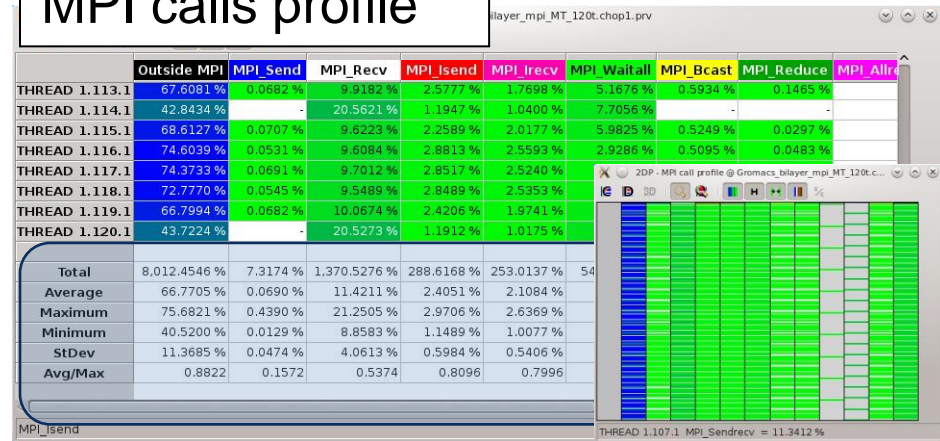 MPI calls profile
ilayer_mpi_MT_120t.chop1.prv
Outside MPI MPI_Send MPI_Recv MPI_Isend MPI_Irecv MPI_Waitall MPI_Bcast MPI_Reduce MPI_Allre
THREAD 1.113.1 67.6081 % 0.0682 % 9.9182 % 2.5777 % 1.7698 % 5.1676 % 0.5934 % 0.1465 %
THREAD 1.114.1 42.8434 % - 20.5621 % 1.1947 % 1.0400 % 7.7056 % - -
THREAD 1.115.1 68.6127 % 0.0707 % 9.6223 % 2.2589 % 2.0177 % 5.9825 % 0.5249 % 0.0297 %
THREAD 1.116.1 74.6039 % 0.0531 % 9.6084 % 2.8813 % 2.5593 % 2.9286 % 0.5095 % 0.0483 %
THREAD 1.117.1 74.3733 % 0.0691 % 9.7012 % 2.8517 % 2.5240 %
THREAD 1.118.1 72.7770 % 0.0545 % 9.5489 % 2.8489 % 2.5353 %
THREAD 1.119.1 66.7994 % 0.0682 % 10.0674 % 2.4206 % 1.9741 %
THREAD 1.120.1 43.7224 % - 20.5273 % 1.1912 % 1.0175 %
Total 8,012.4546 % 7.3174 % 1,370.5276 % 288.6168 % 253.0137 % 54
Average 66.7705 % 0.0690 % 11.4211 % 2.4051 % 2.1084 %
Maximum 75.6821 % 0.4390 % 21.2505 % 2.9706 % 2.6369 %
Minimum 40.5200 % 0.0129 % 8.8583 % 1.1489 % 1.0077 %
StDev 11.3685 % 0.0474 % 4.0613 % 0.5984 % 0.5406 %
Avg/Max 0.8822 0.1572 0.5374 0.8096 0.7996
MPI_Isend
2DP - MPI call profile @ Gromacs_bilayer_mpi_MT_120t.c...
IC ID 3D H
THREAD 1.107.1 MPI_Sendrecv = 11.3412 %